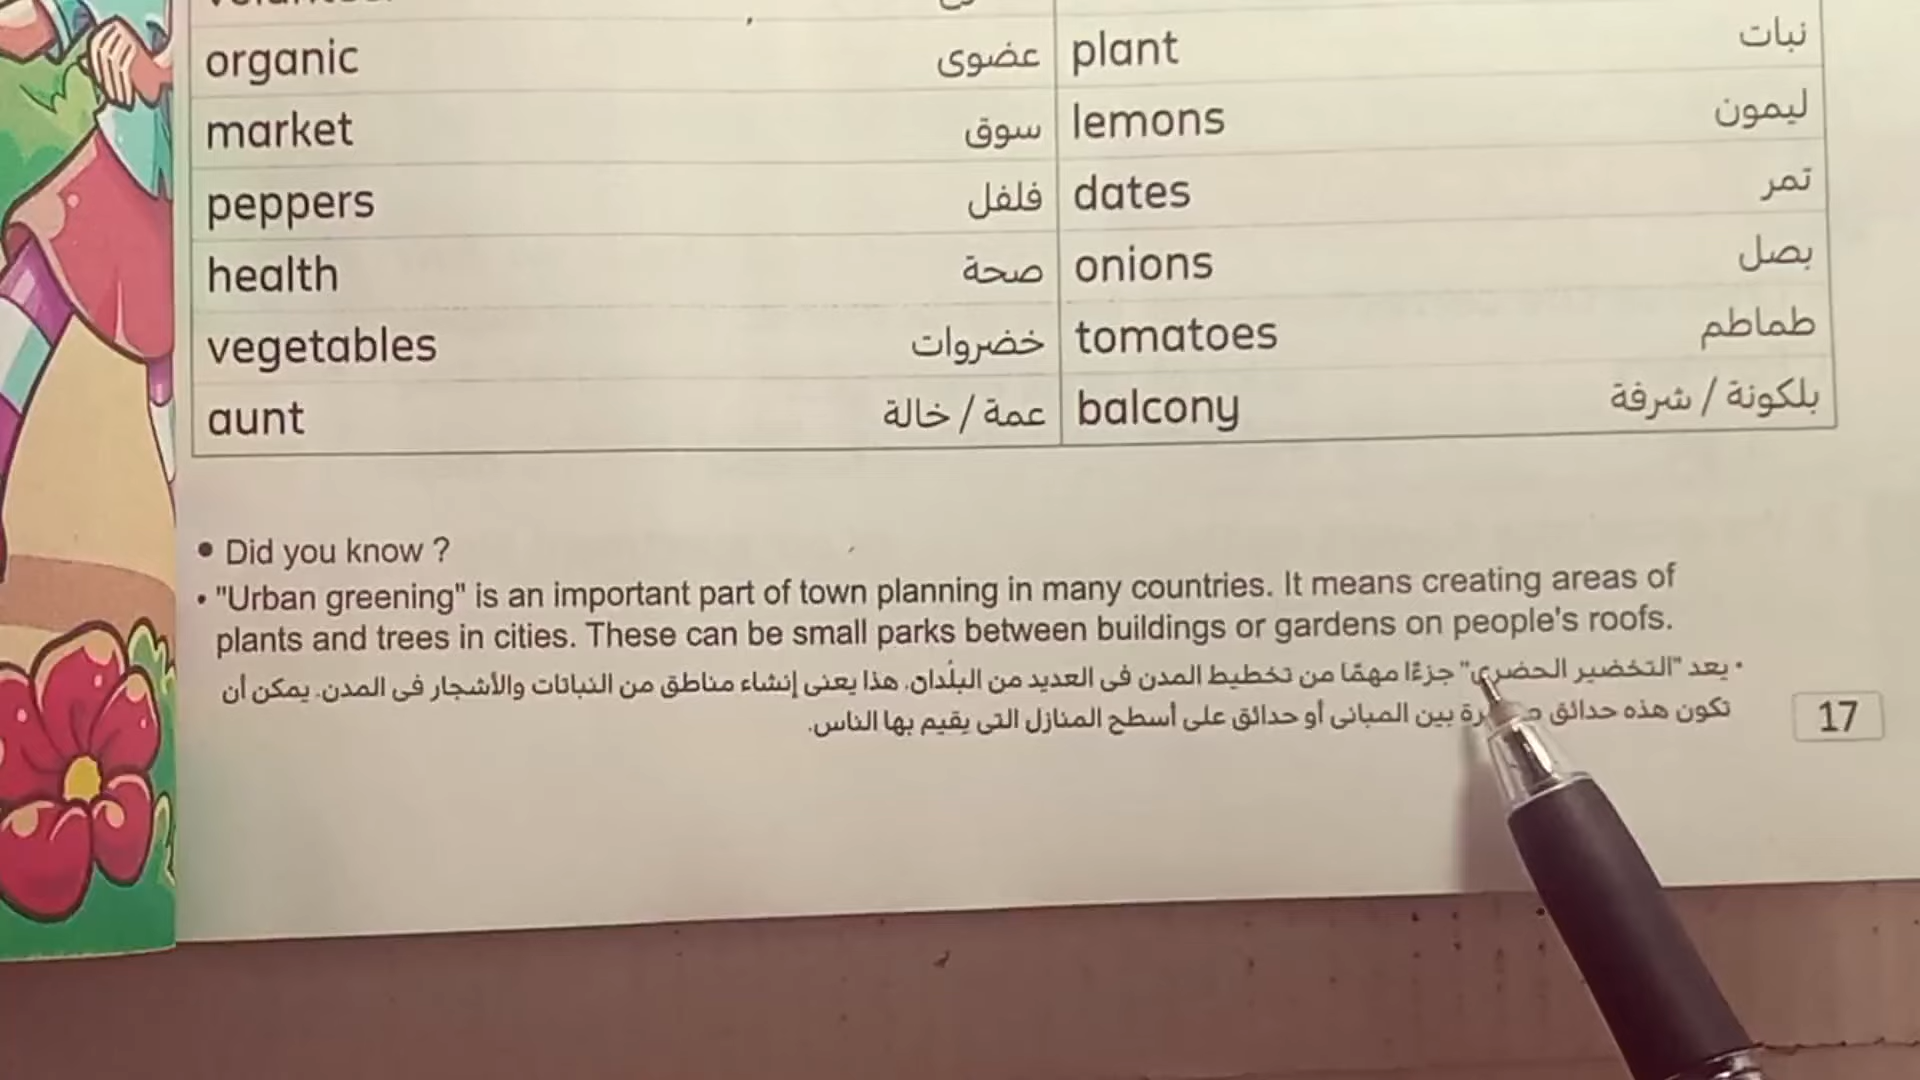 organic عضوى plant نبات
market سوق lemons ليمون
peppers فلفل dates تمر
health صحة onions بصل
vegetables خضروات tomatoes طماطم
aunt عمة / خالة balcony بلكونة / شرفة
• Did you know ?
• "Urban greening" is an important part of town planning in many countries. It means creating areas of
plants and trees in cities. These can be small parks between buildings or gardens on people's roofs.
• يعد "التخضير الحضرى" جزءًا مهمًا من تخطيط المدن فى العديد من البلُدان. هذا يعنى إنشاء مناطق من النباتات والأشجار فى المدن. يمكن أن
تكون هذه حدائق بين المبانى أو حدائق على أسطح المنازل التى يقيم بها الناس.
17